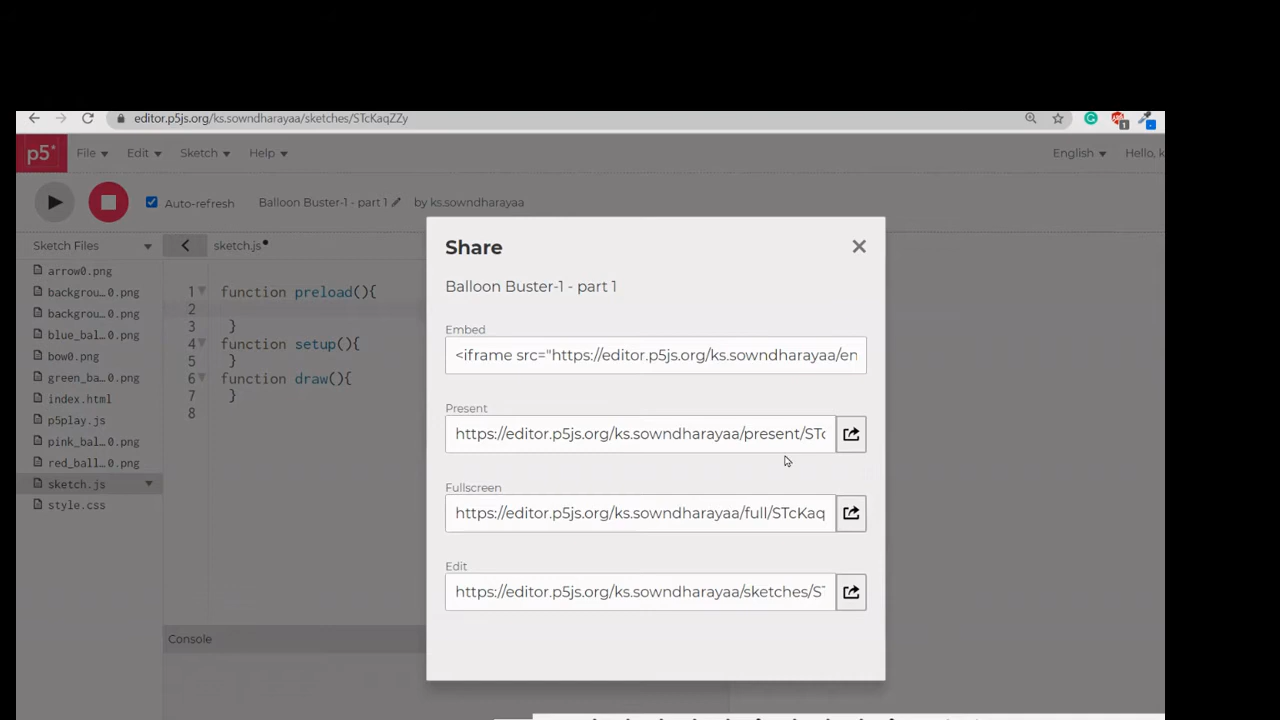 editor.p5js.org/ks.sowndharayaa/sketches/STcKaqZZy
1
p5* File Edit Sketch Help English Hello, k
Auto-refresh Balloon Buster-1 - part 1 by ks.sowndharayaa
Sketch Files
arrow0.png
backgrou...0.png
backgrou...0.png
blue_bal...0.png
bow0.png
green_ba...0.png
index.html
p5play.js
pink_bal...0.png
red_ball...0.png
sketch.js
style.css
sketch.js
1 function preload(){
2
3 }
4 function setup(){
5 }
6 function draw(){
7 }
8
Console
Share
Balloon Buster-1 - part 1
Embed
<iframe src="https://editor.p5js.org/ks.sowndharayaa/en
Present
https://editor.p5js.org/ks.sowndharayaa/present/STc
Fullscreen
https://editor.p5js.org/ks.sowndharayaa/full/STcKaq
Edit
https://editor.p5js.org/ks.sowndharayaa/sketches/S